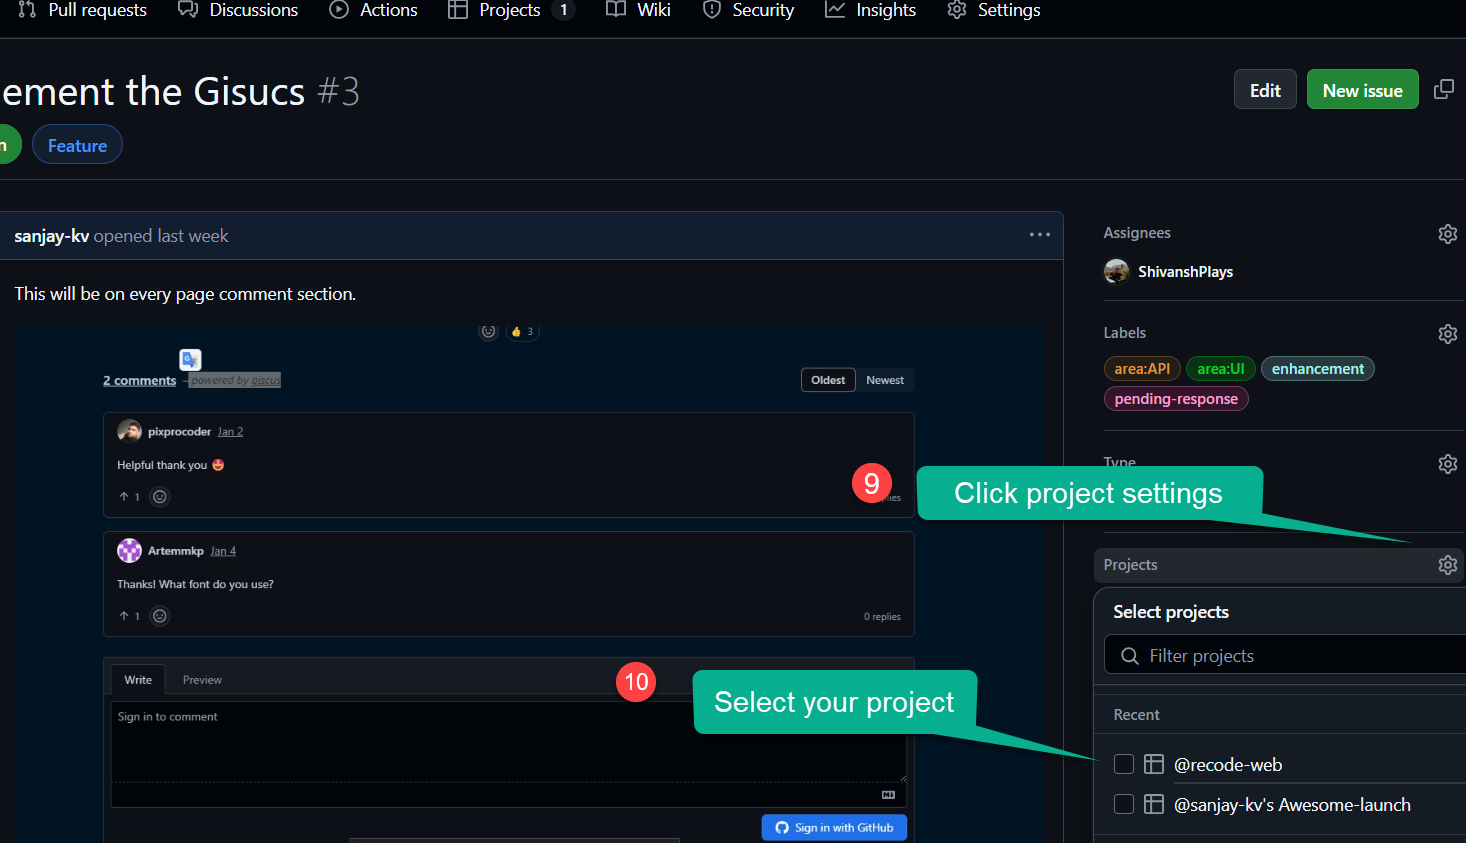 Pull requests Discussions Actions Projects 1 Wiki Security Insights Settings
ement the Gisucs #3
Edit New issue
n Feature
sanjay-kv opened last week
This will be on every page comment section.
👍 3
2 comments – powered by giscus
Oldest Newest
pixprocoder Jan 2
Helpful thank you 🤩
↑ 1
lies
Artemmkp Jan 4
Thanks! What font do you use?
↑ 1 0 replies
Write Preview
Sign in to comment
Sign in with GitHub
Assignees
ShivanshPlays
Labels
area:API area:UI enhancement
pending-response
Type
9 Click project settings
Projects
Select projects
Filter projects
10 Select your project
Recent
@recode-web
@sanjay-kv's Awesome-launch